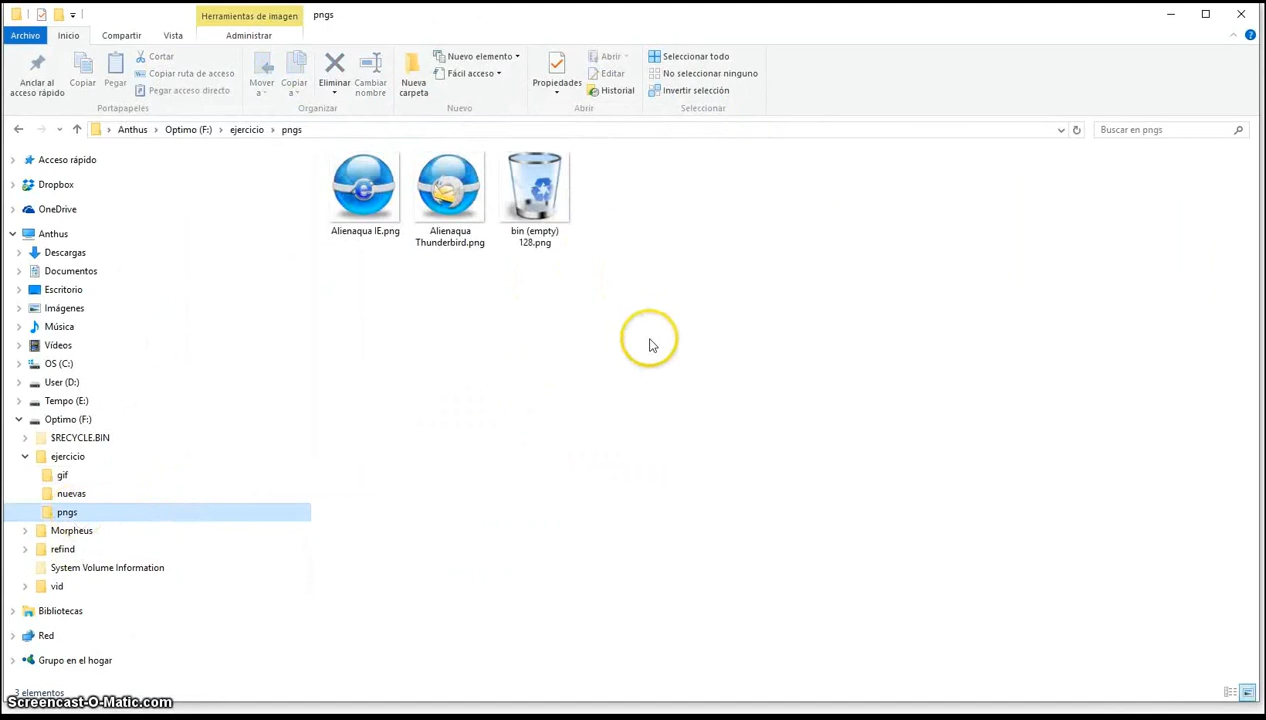 Herramientas de imagen
pngs
Archivo
Inicio
Compartir
Vista
Administrar
Anclar al acceso rápido
Copiar
Pegar
Cortar
Copiar ruta de acceso
Pegar acceso directo
Portapapeles
Mover a
Copiar a
Eliminar
Cambiar nombre
Organizar
Nueva carpeta
Nuevo elemento
Fácil acceso
Nuevo
Propiedades
Abrir
Editar
Historial
Abrir
Seleccionar todo
No seleccionar ninguno
Invertir selección
Seleccionar
Anthus
Optimo (F:)
ejercicio
pngs
Buscar en pngs
Acceso rápido
Dropbox
OneDrive
Anthus
Descargas
Documentos
Escritorio
Imágenes
Música
Vídeos
OS (C:)
User (D:)
Tempo (E:)
Optimo (F:)
$RECYCLE.BIN
ejercicio
gif
nuevas
pngs
Morpheus
refind
System Volume Information
vid
Bibliotecas
Red
Grupo en el hogar
Alienaqua IE.png
Alienaqua
Thunderbird.png
bin (empty)
128.png
3 elementos
Screencast-O-Matic.com